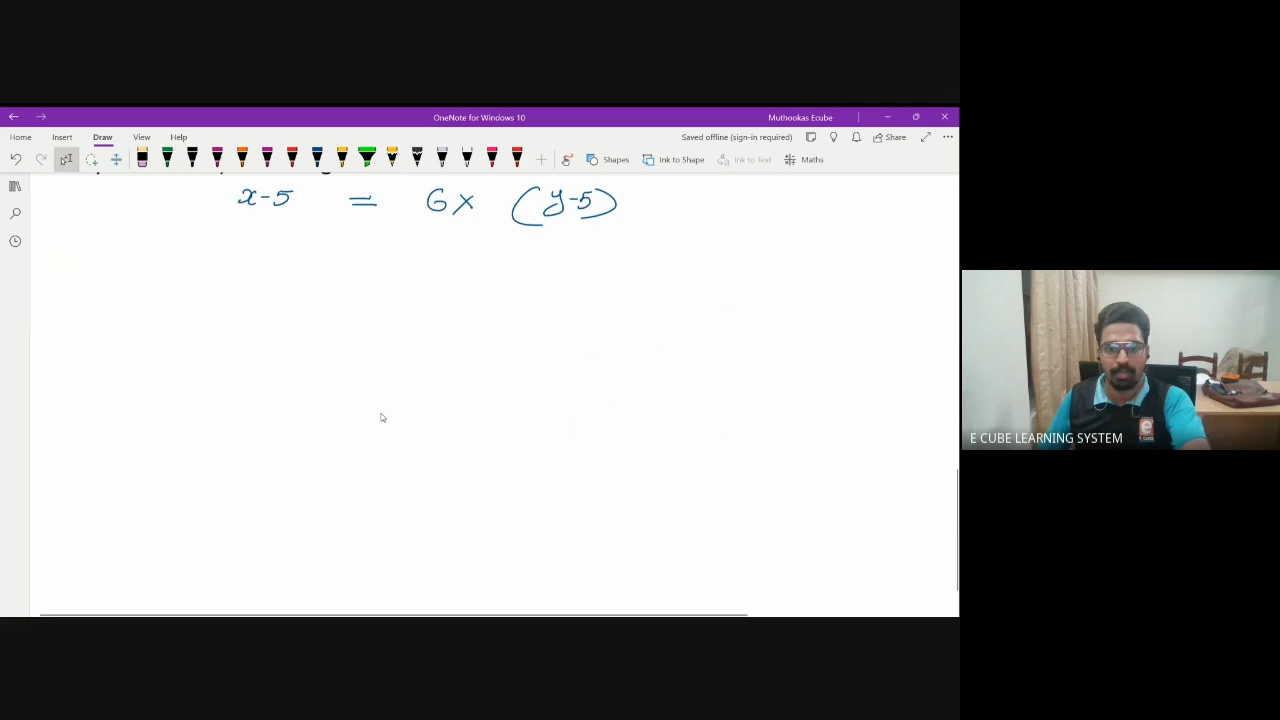 OneNote for Windows 10
Muthookas Ecube
Home Insert Draw View Help
Saved offline (sign-in required) Share
Shapes Ink to Shape Ink to Text Maths
x-5 = 6x (y-5)
e
E CUBE
E CUBE LEARNING SYSTEM